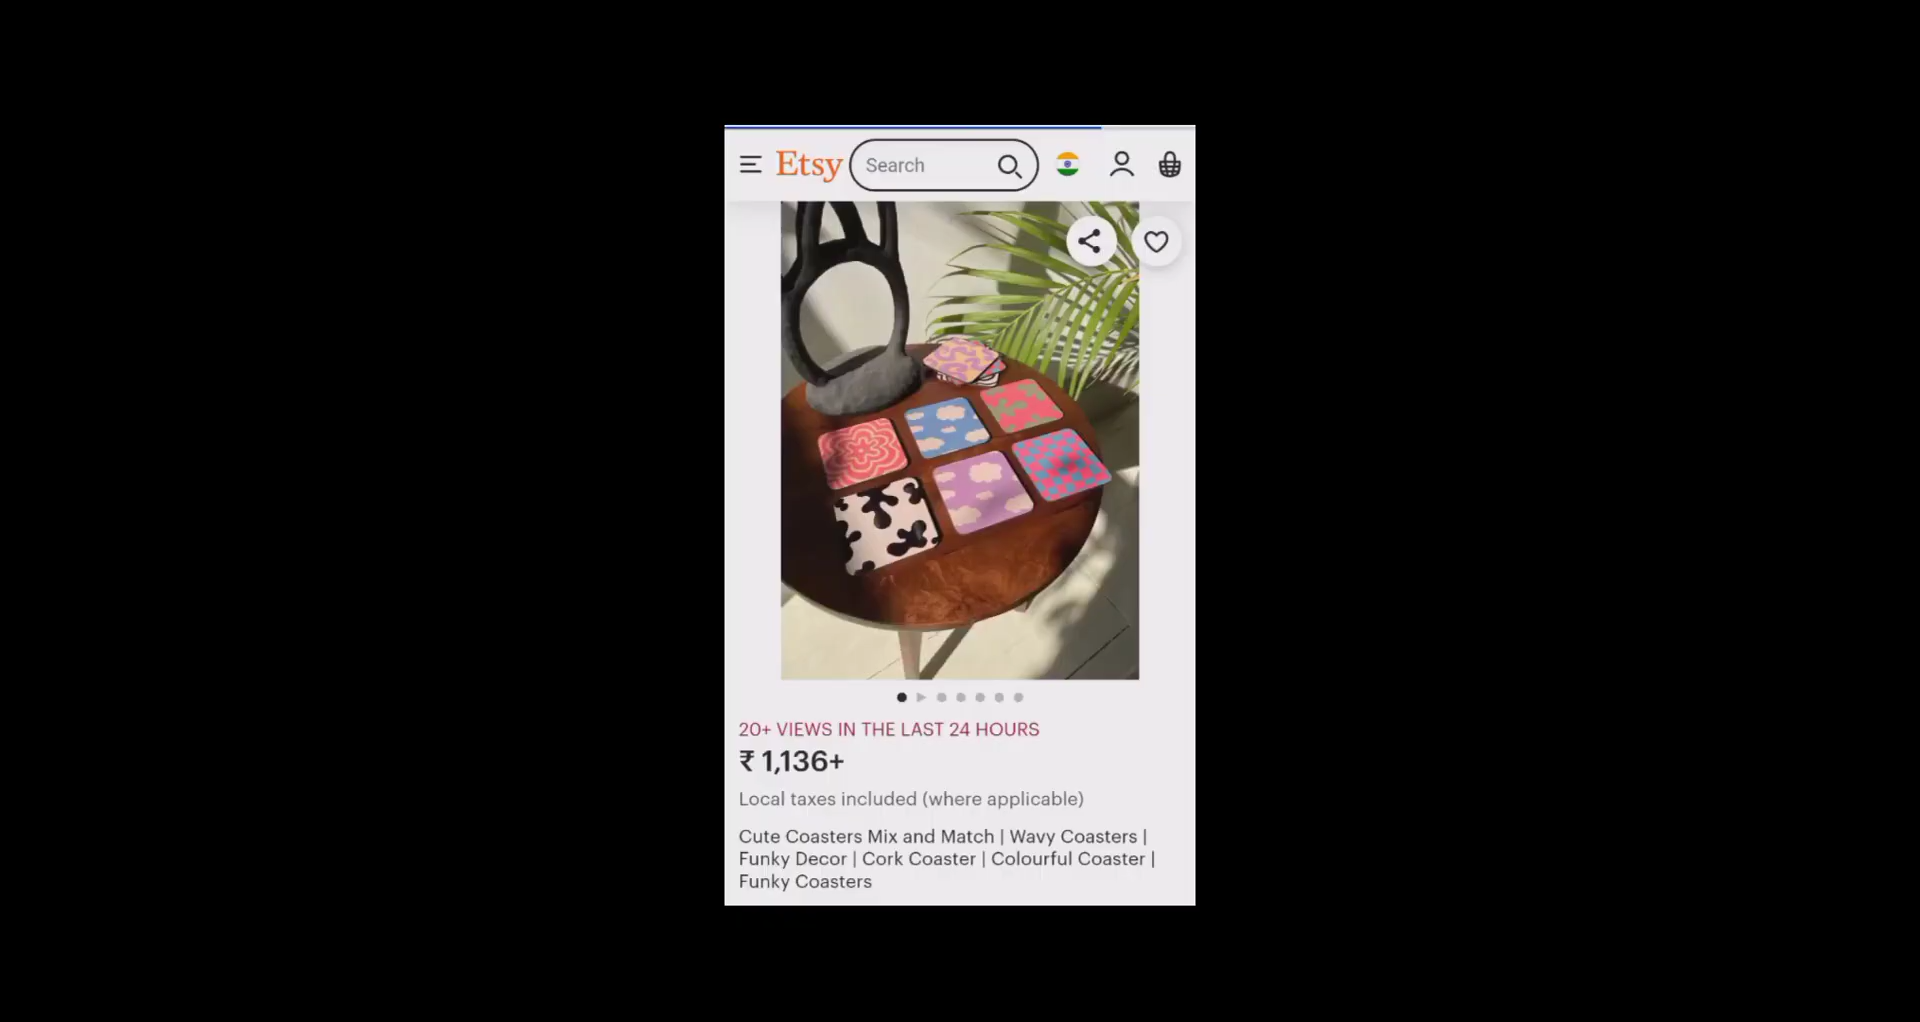 Etsy
Search
20+ VIEWS IN THE LAST 24 HOURS
₹ 1,136+
Local taxes included (where applicable)
Cute Coasters Mix and Match | Wavy Coasters |
Funky Decor | Cork Coaster | Colourful Coaster |
Funky Coasters